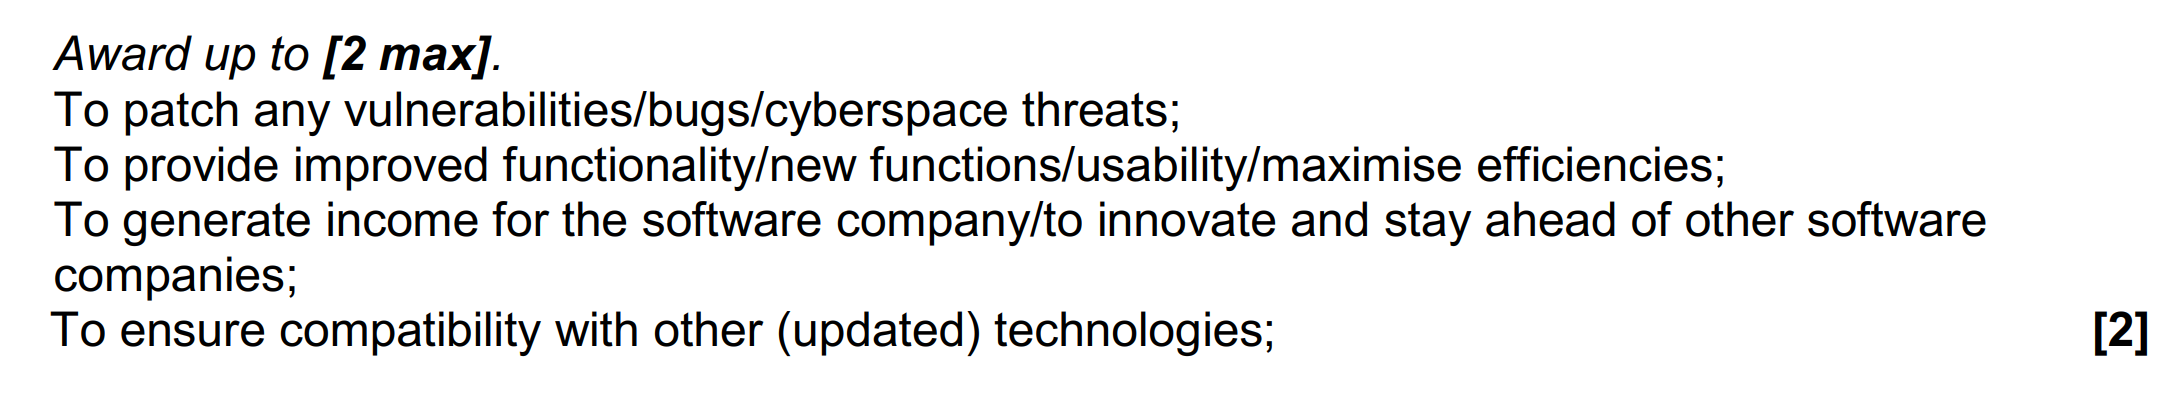 Award up to [2 max].
To patch any vulnerabilities/bugs/cyberspace threats;
To provide improved functionality/new functions/usability/maximise efficiencies;
To generate income for the software company/to innovate and stay ahead of other software
companies;
To ensure compatibility with other (updated) technologies; [2]